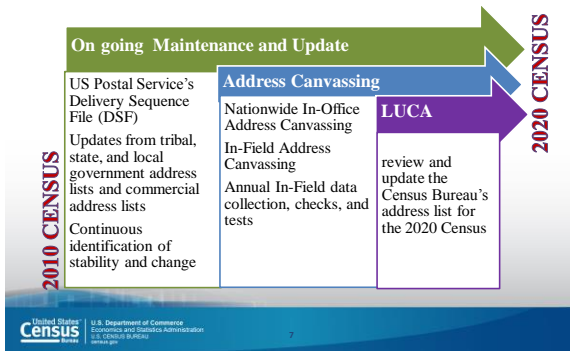 On going Maintenance and Update
US Postal Service’s
Delivery Sequence
File (DSF)
Updates from tribal,
state, and local
government address
lists and commercial
address lists
Continuous
identification of
stability and change
Address Canvassing
Nationwide In-Office
Address Canvassing
In-Field Address
Canvassing
Annual In-Field data
collection, checks, and
tests
LUCA
review and
update the
Census Bureau’s
address list for
the 2020 Census
2010 CENSUS
2020 CENSUS
United States
Census
Bureau
U.S. Department of Commerce
Economics and Statistics Administration
U.S. CENSUS BUREAU
census.gov
7